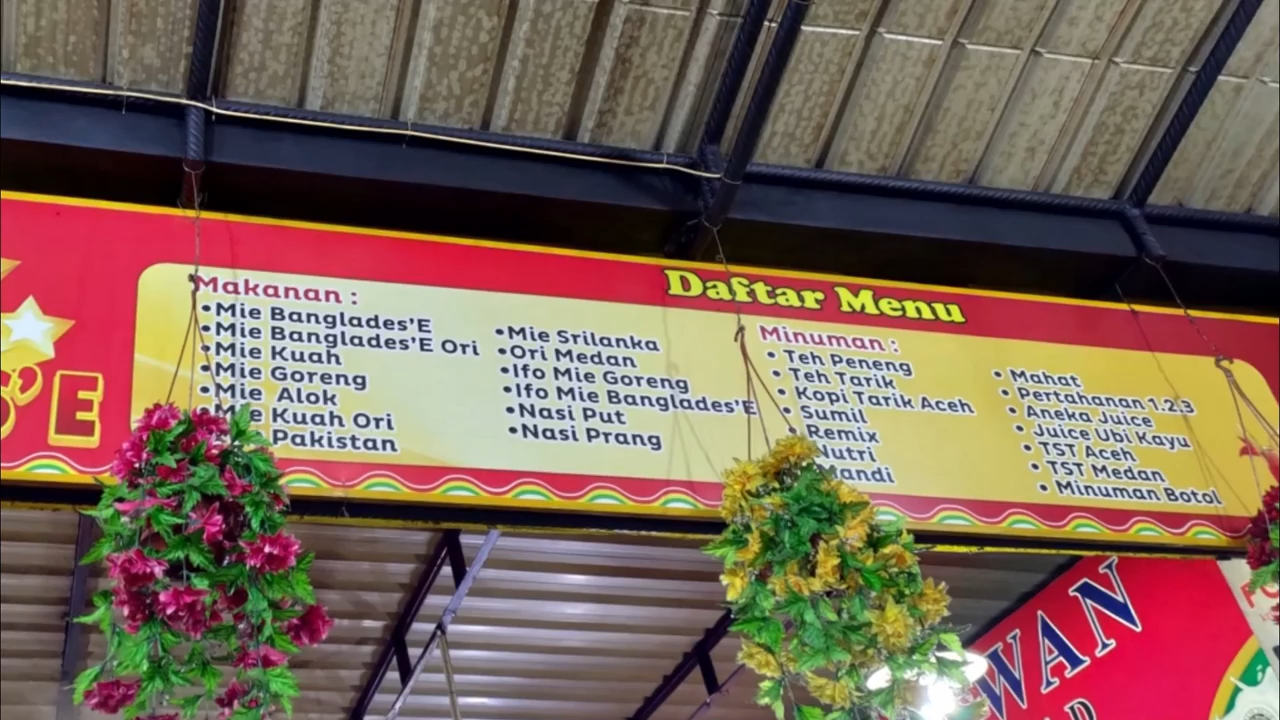 Daftar Menu
Makanan :
•Mie Banglades'E
•Mie Banglades'E Ori
•Mie Kuah
•Mie Goreng
•Mie Alok
Mie Kuah Ori
Pakistan
•Mie Srilanka
•Ori Medan
•Ifo Mie Goreng
•Ifo Mie Banglades'E
•Nasi Put
•Nasi Prang
Minuman :
• Teh Peneng
• Teh Tarik
• Kopi Tarik Aceh
• Sumil
Remix
Nutri
• Mahat
• Pertahanan 1.2.3
• Aneka Juice
• Juice Ubi Kayu
• TST Aceh
• TST Medan
• Minuman Botol
'E
WAN